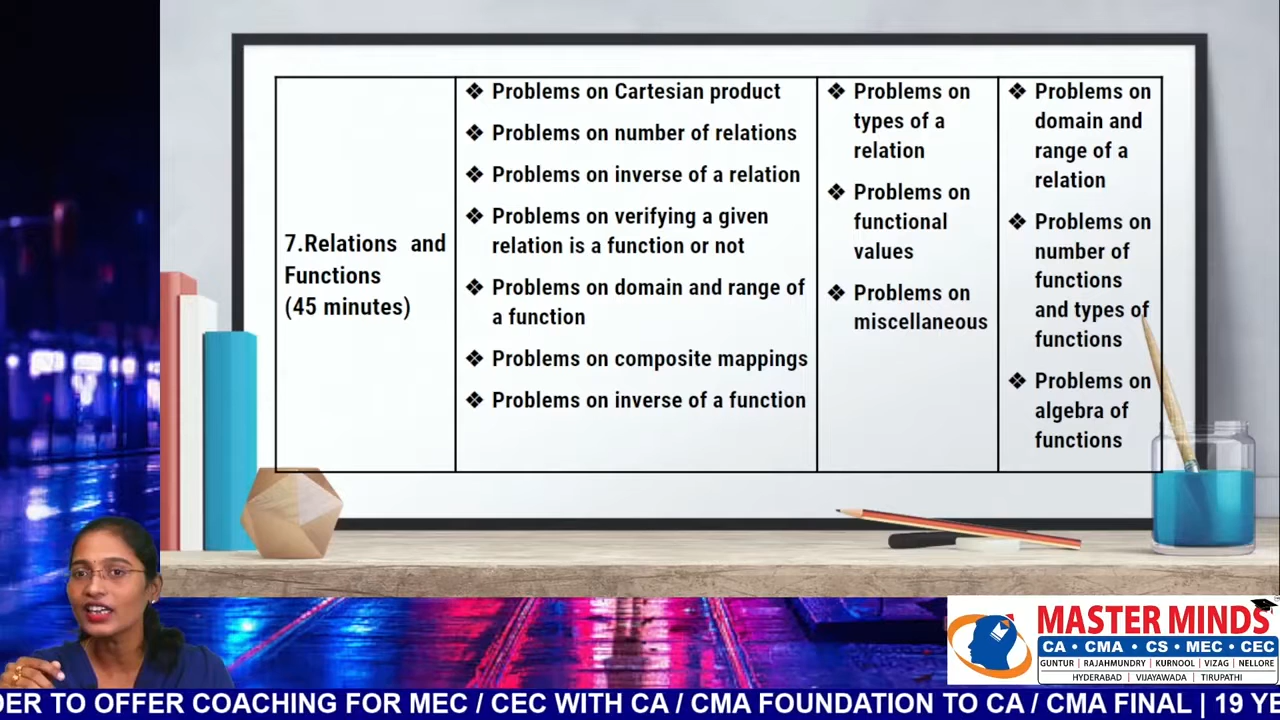 7.Relations and
Functions
(45 minutes)
❖ Problems on Cartesian product
❖ Problems on number of relations
❖ Problems on inverse of a relation
❖ Problems on verifying a given
relation is a function or not
❖ Problems on domain and range of
a function
❖ Problems on composite mappings
❖ Problems on inverse of a function
❖ Problems on
types of a
relation
❖ Problems on
functional
values
❖ Problems on
miscellaneous
❖ Problems on
domain and
range of a
relation
❖ Problems on
number of
functions
and types of
functions
❖ Problems on
algebra of
functions
MASTER MINDS
CA • CMA • CS • MEC • CEC
GUNTUR | RAJAHMUNDRY | KURNOOL | VIZAG | NELLORE
HYDERABAD | VIJAYAWADA | TIRUPATHI
DER TO OFFER COACHING FOR MEC / CEC WITH CA / CMA FOUNDATION TO CA / CMA FINAL | 19 YE